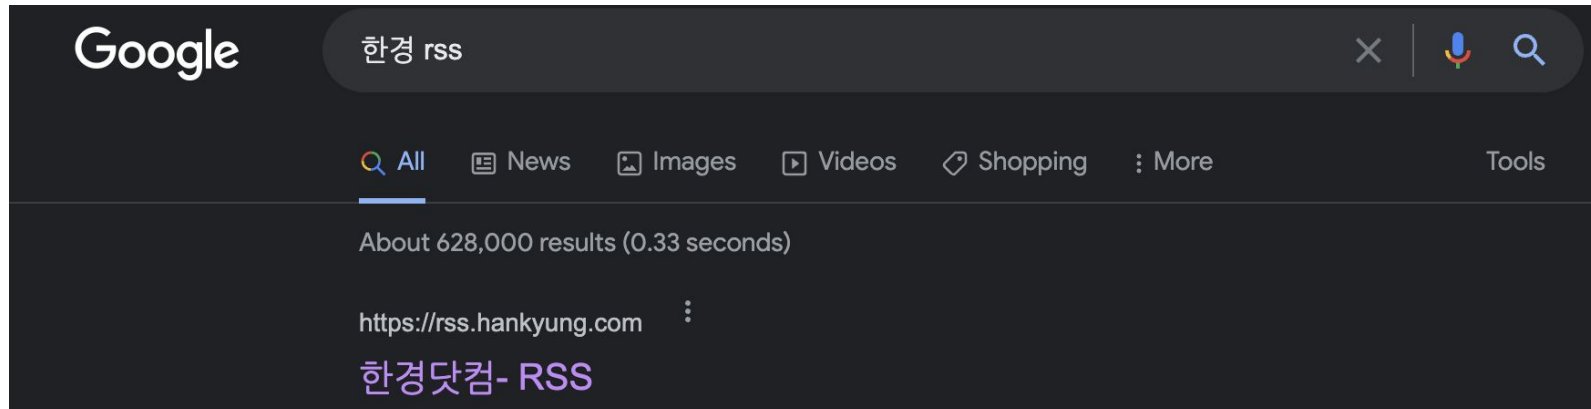 Google 한경 rss
All News Images Videos Shopping More Tools
About 628,000 results (0.33 seconds)
https://rss.hankyung.com
한경닷컴- RSS